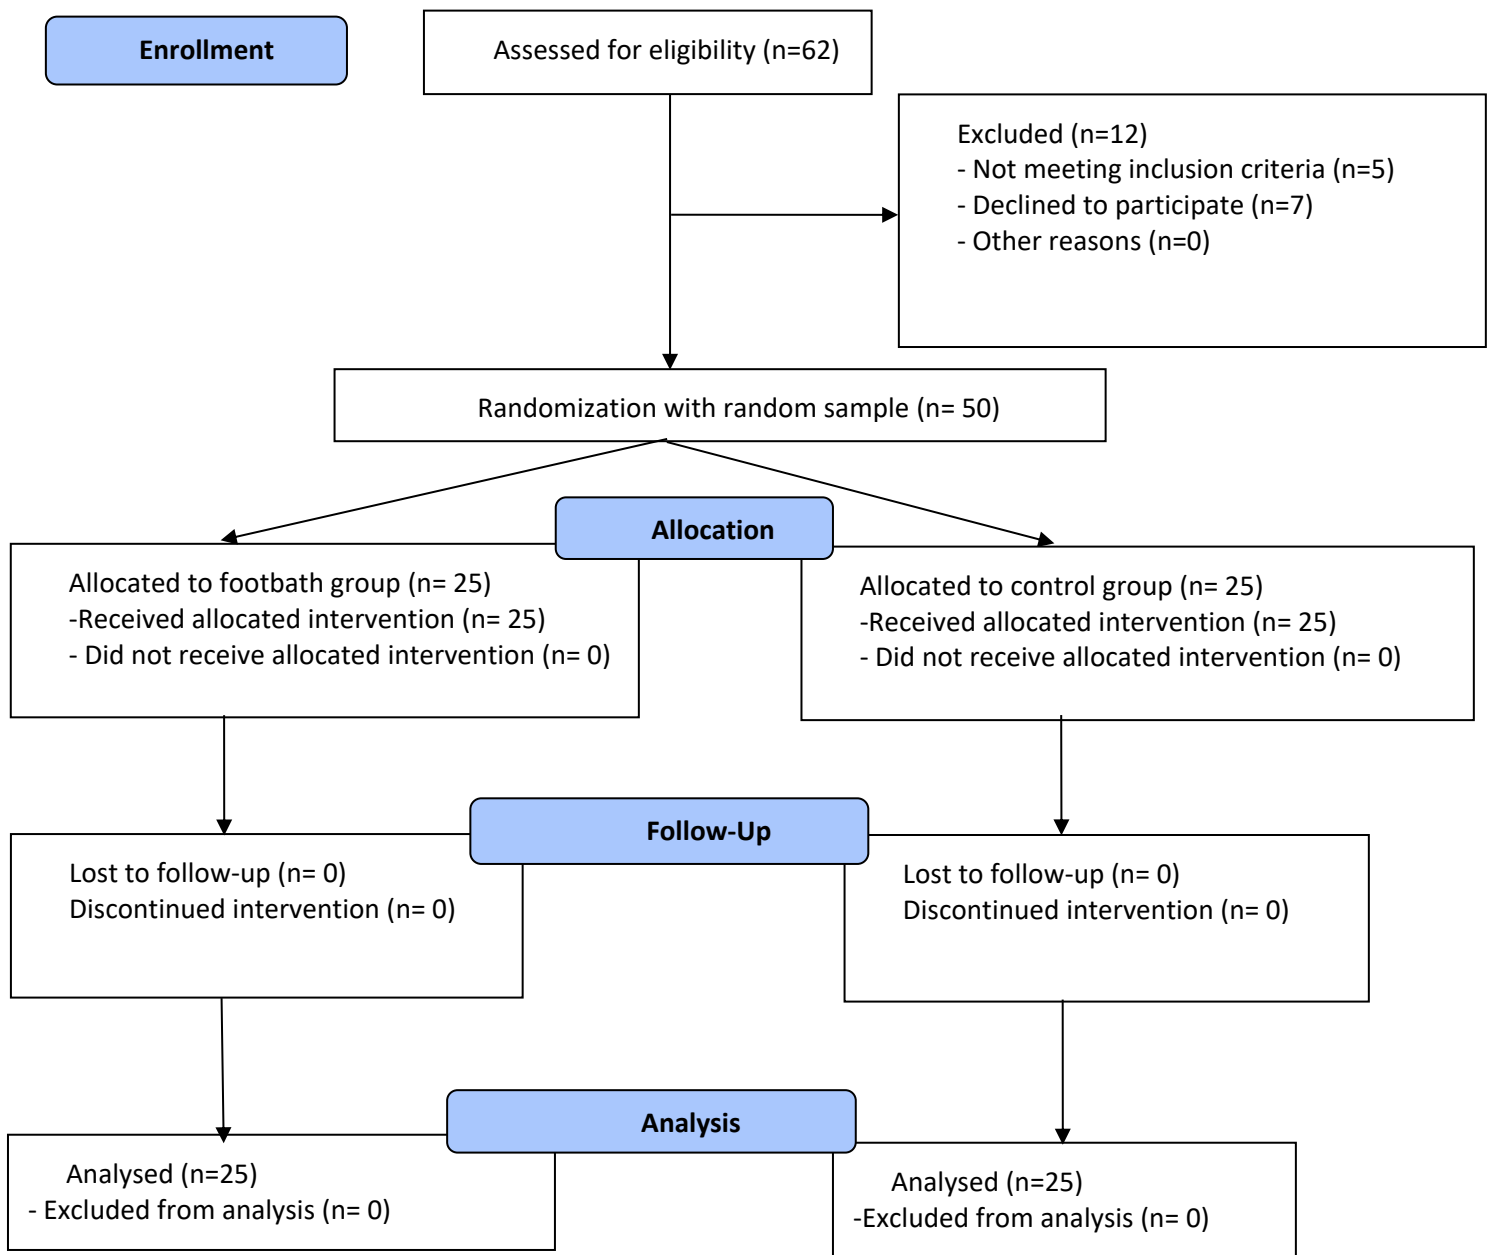 Enrollment
Assessed for eligibility (n=62)
Excluded (n=12)
- Not meeting inclusion criteria (n=5)
- Declined to participate (n=7)
- Other reasons (n=0)
Randomization with random sample (n= 50)
Allocation
Allocated to footbath group (n= 25)
-Received allocated intervention (n= 25)
- Did not receive allocated intervention (n= 0)
Allocated to control group (n= 25)
-Received allocated intervention (n= 25)
- Did not receive allocated intervention (n= 0)
Follow-Up
Lost to follow-up (n= 0)
Discontinued intervention (n= 0)
Lost to follow-up (n= 0)
Discontinued intervention (n= 0)
Analysis
Analysed (n=25)
- Excluded from analysis (n= 0)
Analysed (n=25)
-Excluded from analysis (n= 0)